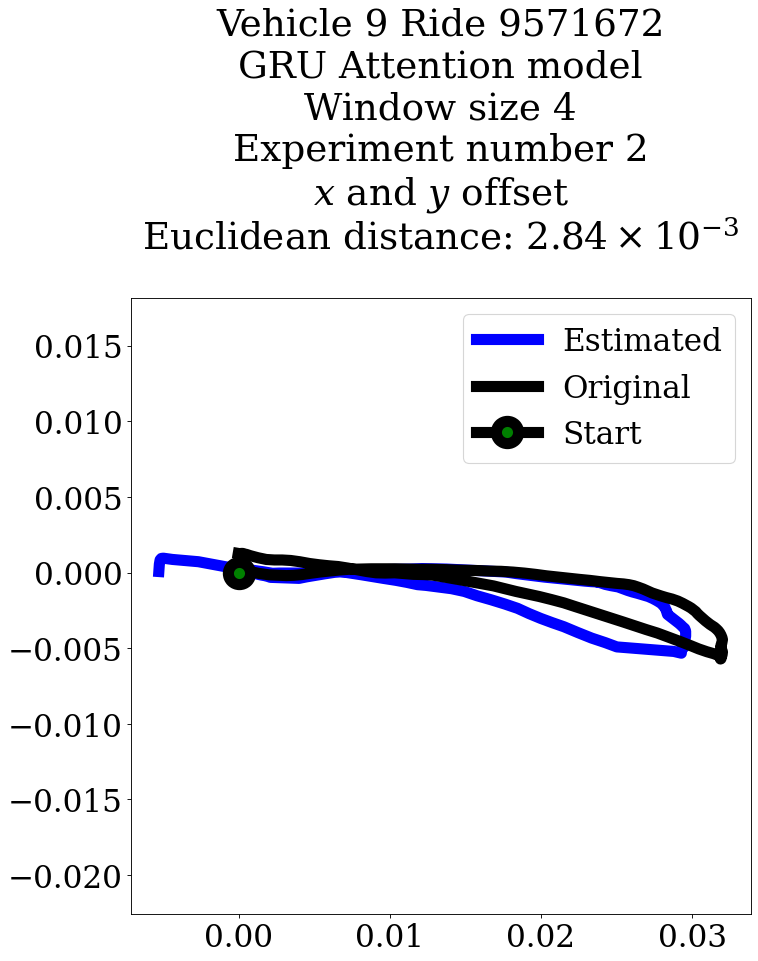 Vehicle 9 Ride 9571672
GRU Attention model
Window size 4
Experiment number 2
x and y offset
Euclidean distance: 2.84 × 10⁻³
Estimated
Original
Start
0.015
0.010
0.005
0.000
−0.005
−0.010
−0.015
−0.020
0.00 0.01 0.02 0.03